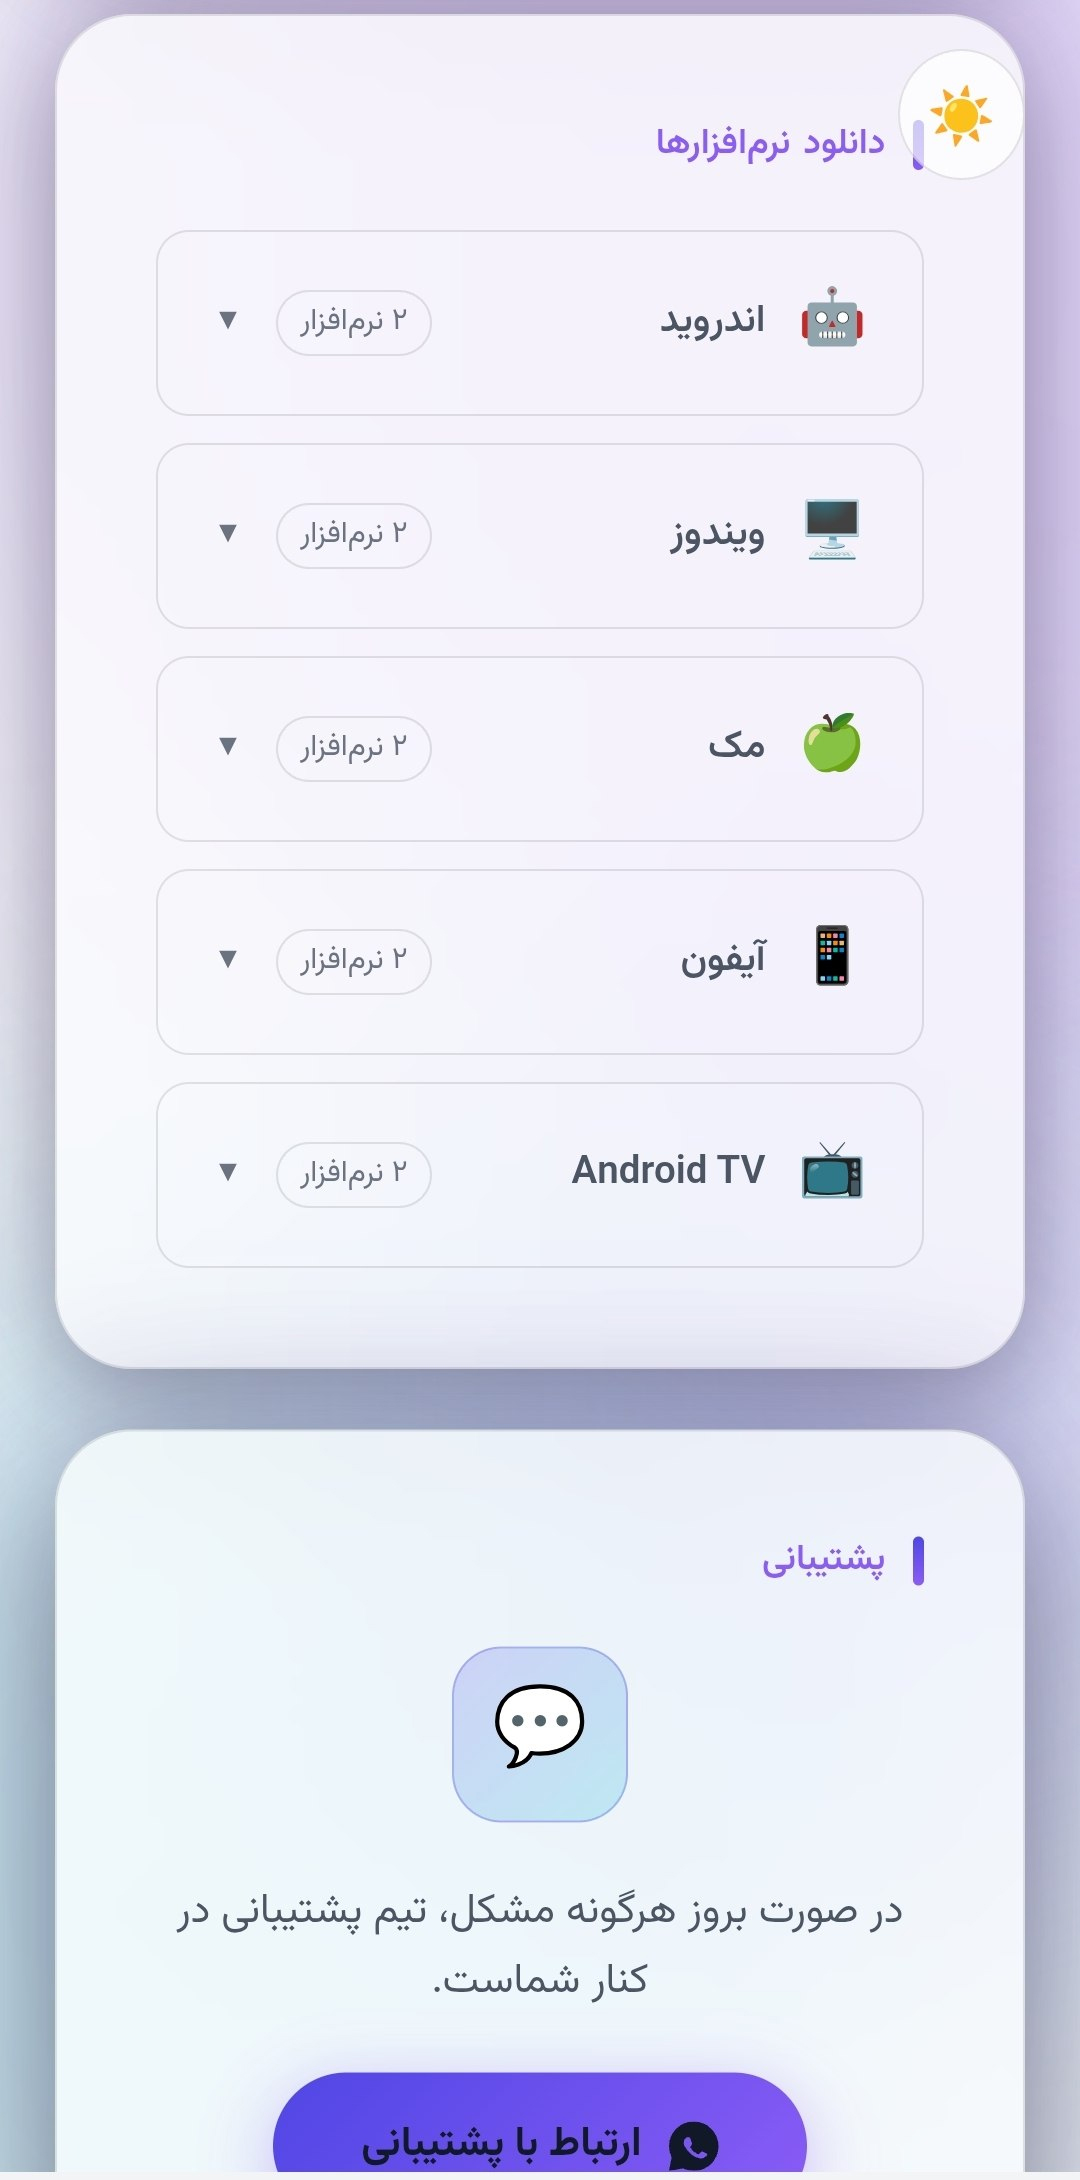 دانلود نرم‌افزارها
اندروید
۲ نرم‌افزار
ویندوز
۲ نرم‌افزار
مک
۲ نرم‌افزار
آیفون
۲ نرم‌افزار
Android TV
۲ نرم‌افزار
پشتیبانی
در صورت بروز هرگونه مشکل، تیم پشتیبانی در
کنار شماست.
ارتباط با پشتیبانی